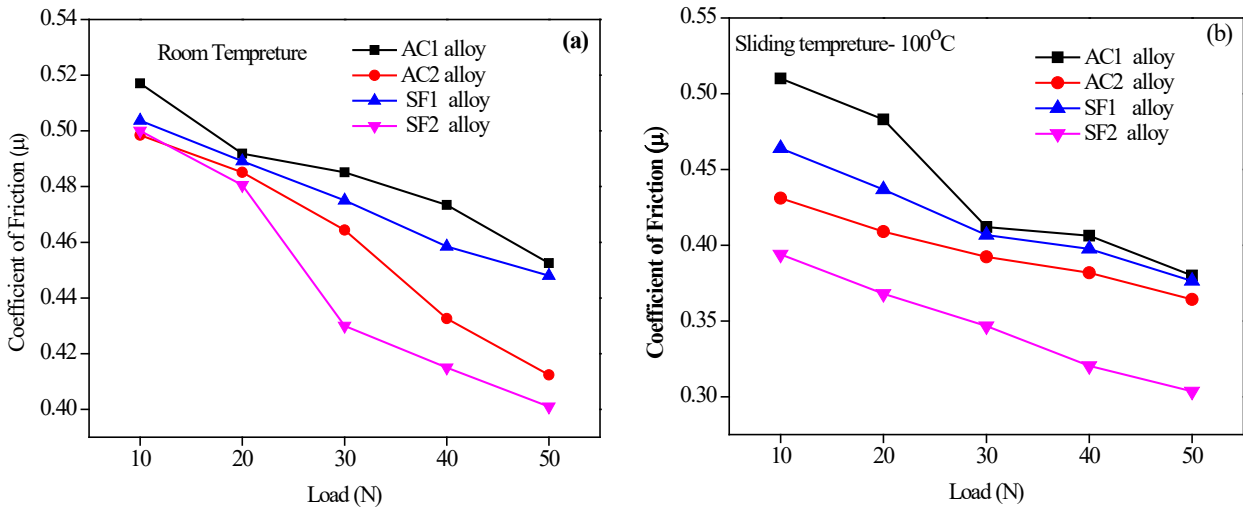 (a)
Room Tempreture
AC1 alloy
AC2 alloy
SF1 alloy
SF2 alloy
0.54
0.52
0.50
0.48
0.46
0.44
0.42
0.40
Coefficient of Friction (μ)
10 20 30 40 50
Load (N)
(b)
Sliding tempreture- 100°C
AC1 alloy
AC2 alloy
SF1 alloy
SF2 alloy
0.55
0.50
0.45
0.40
0.35
0.30
Coefficient of Friction (μ)
10 20 30 40 50
Load (N)